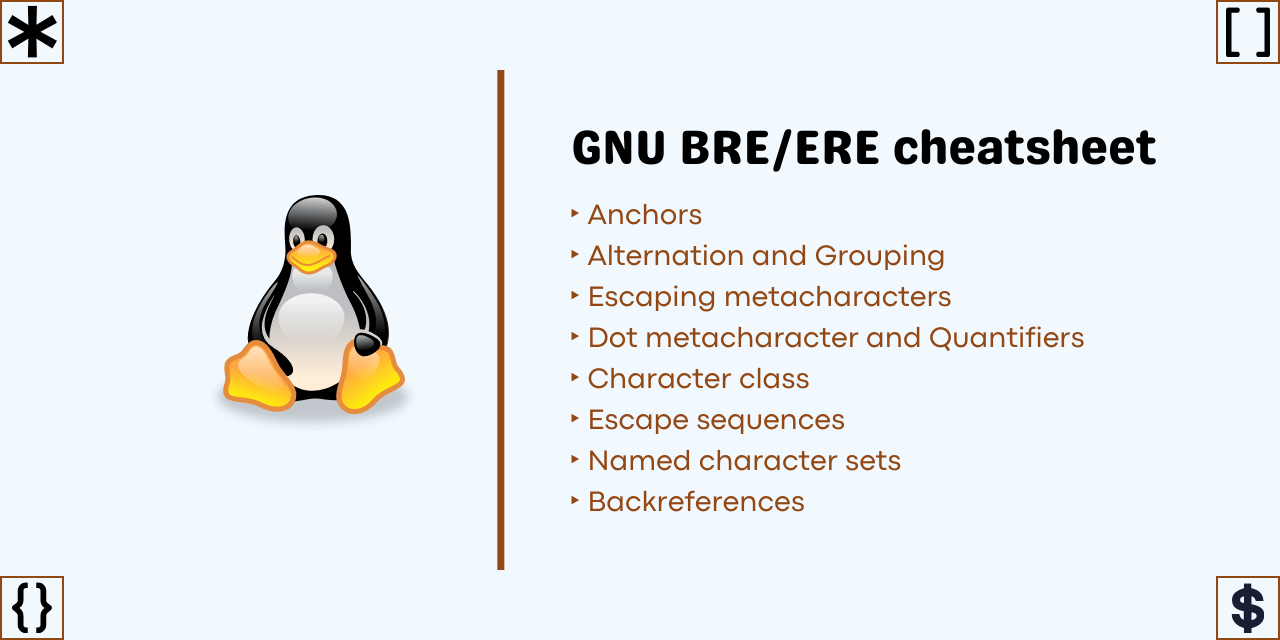 *
[ ]
GNU BRE/ERE cheatsheet
‣ Anchors
‣ Alternation and Grouping
‣ Escaping metacharacters
‣ Dot metacharacter and Quantifiers
‣ Character class
‣ Escape sequences
‣ Named character sets
‣ Backreferences
{}
$